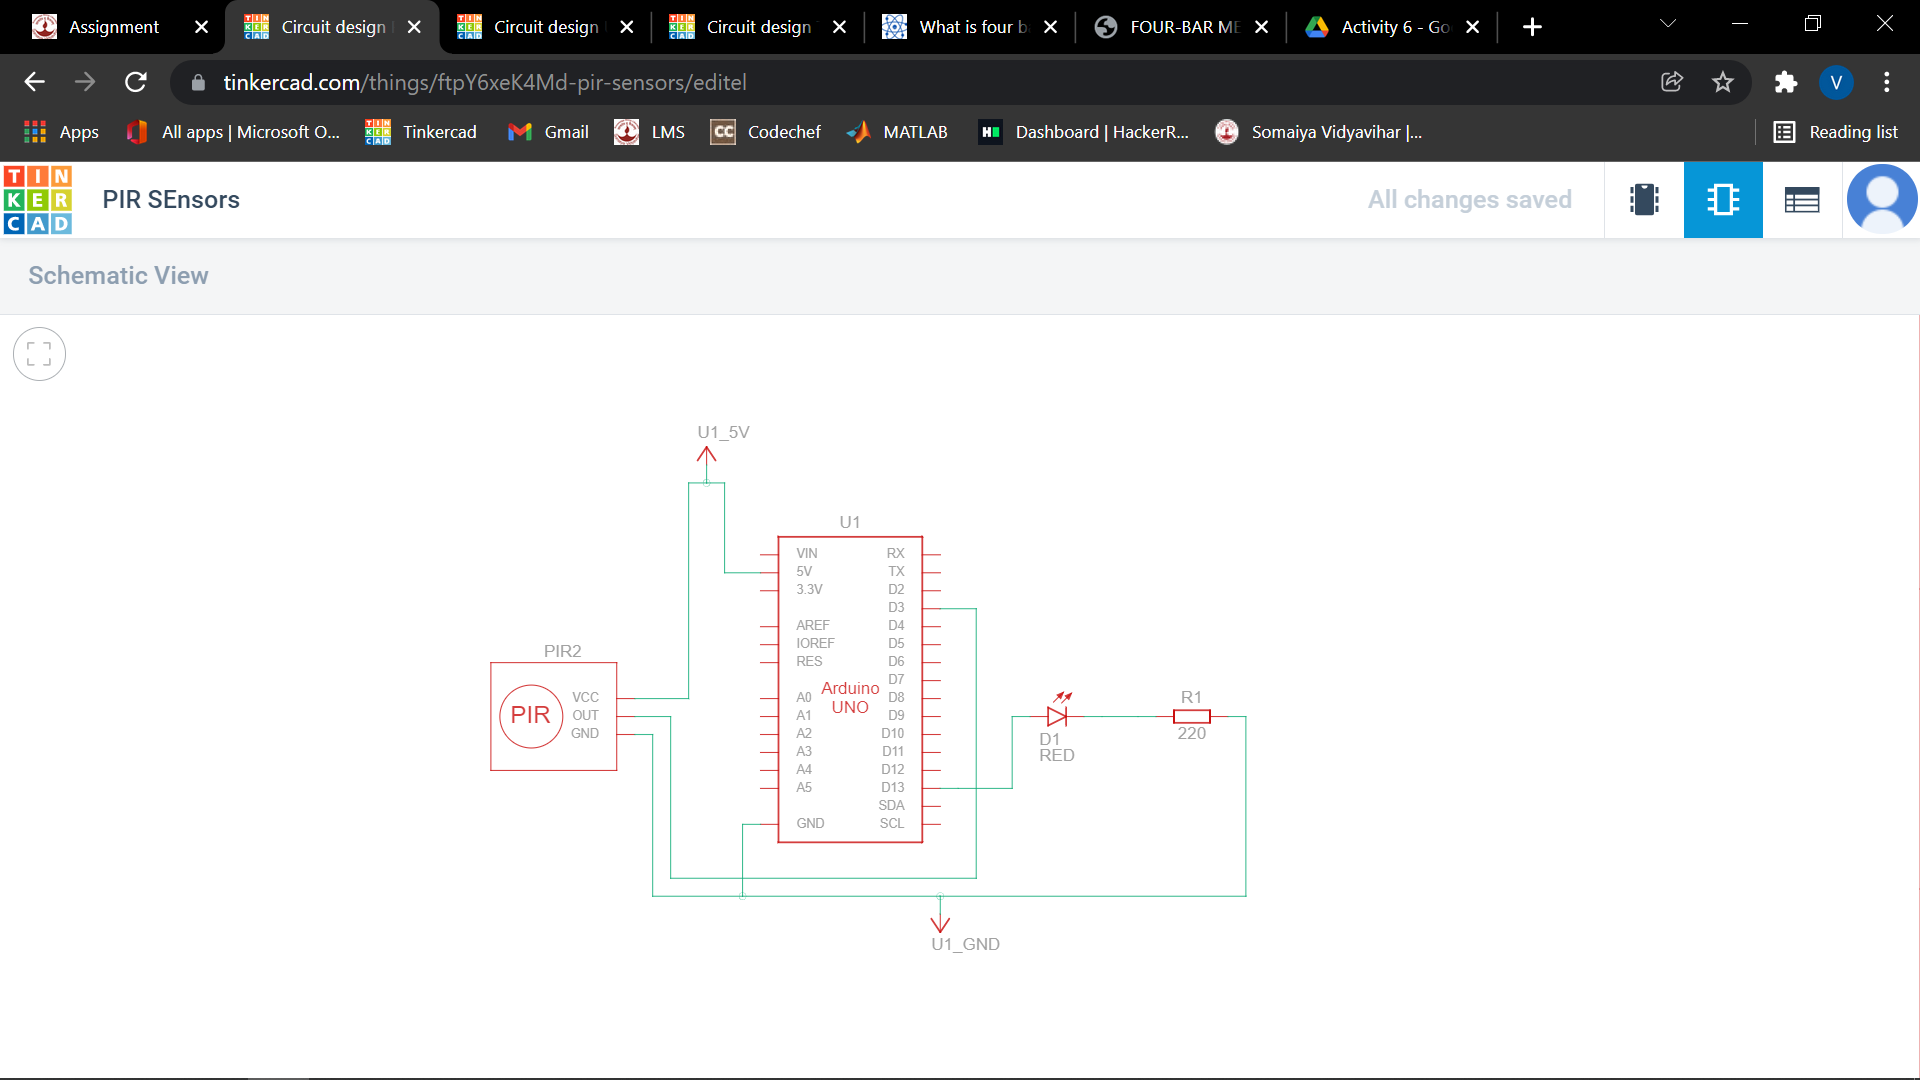 Assignment
Circuit design
Circuit design
Circuit design
What is four b
FOUR-BAR ME
Activity 6 - Go
tinkercad.com/things/ftpY6xeK4Md-pir-sensors/editel
V
Apps
All apps | Microsoft O...
Tinkercad
Gmail
LMS
CC Codechef
MATLAB
H Dashboard | HackerR...
Somaiya Vidyavihar |...
Reading list
TIN
KER
CAD
PIR SEnsors
All changes saved
Schematic View
U1_5V
U1
VIN RX
5V TX
3.3V D2
D3
AREF D4
IOREF D5
RES D6
D7
A0 Arduino D8
A1 UNO D9
A2 D10
A3 D11
A4 D12
A5 D13
SDA
GND SCL
PIR2
PIR
VCC
OUT
GND
D1
RED
R1
220
U1_GND